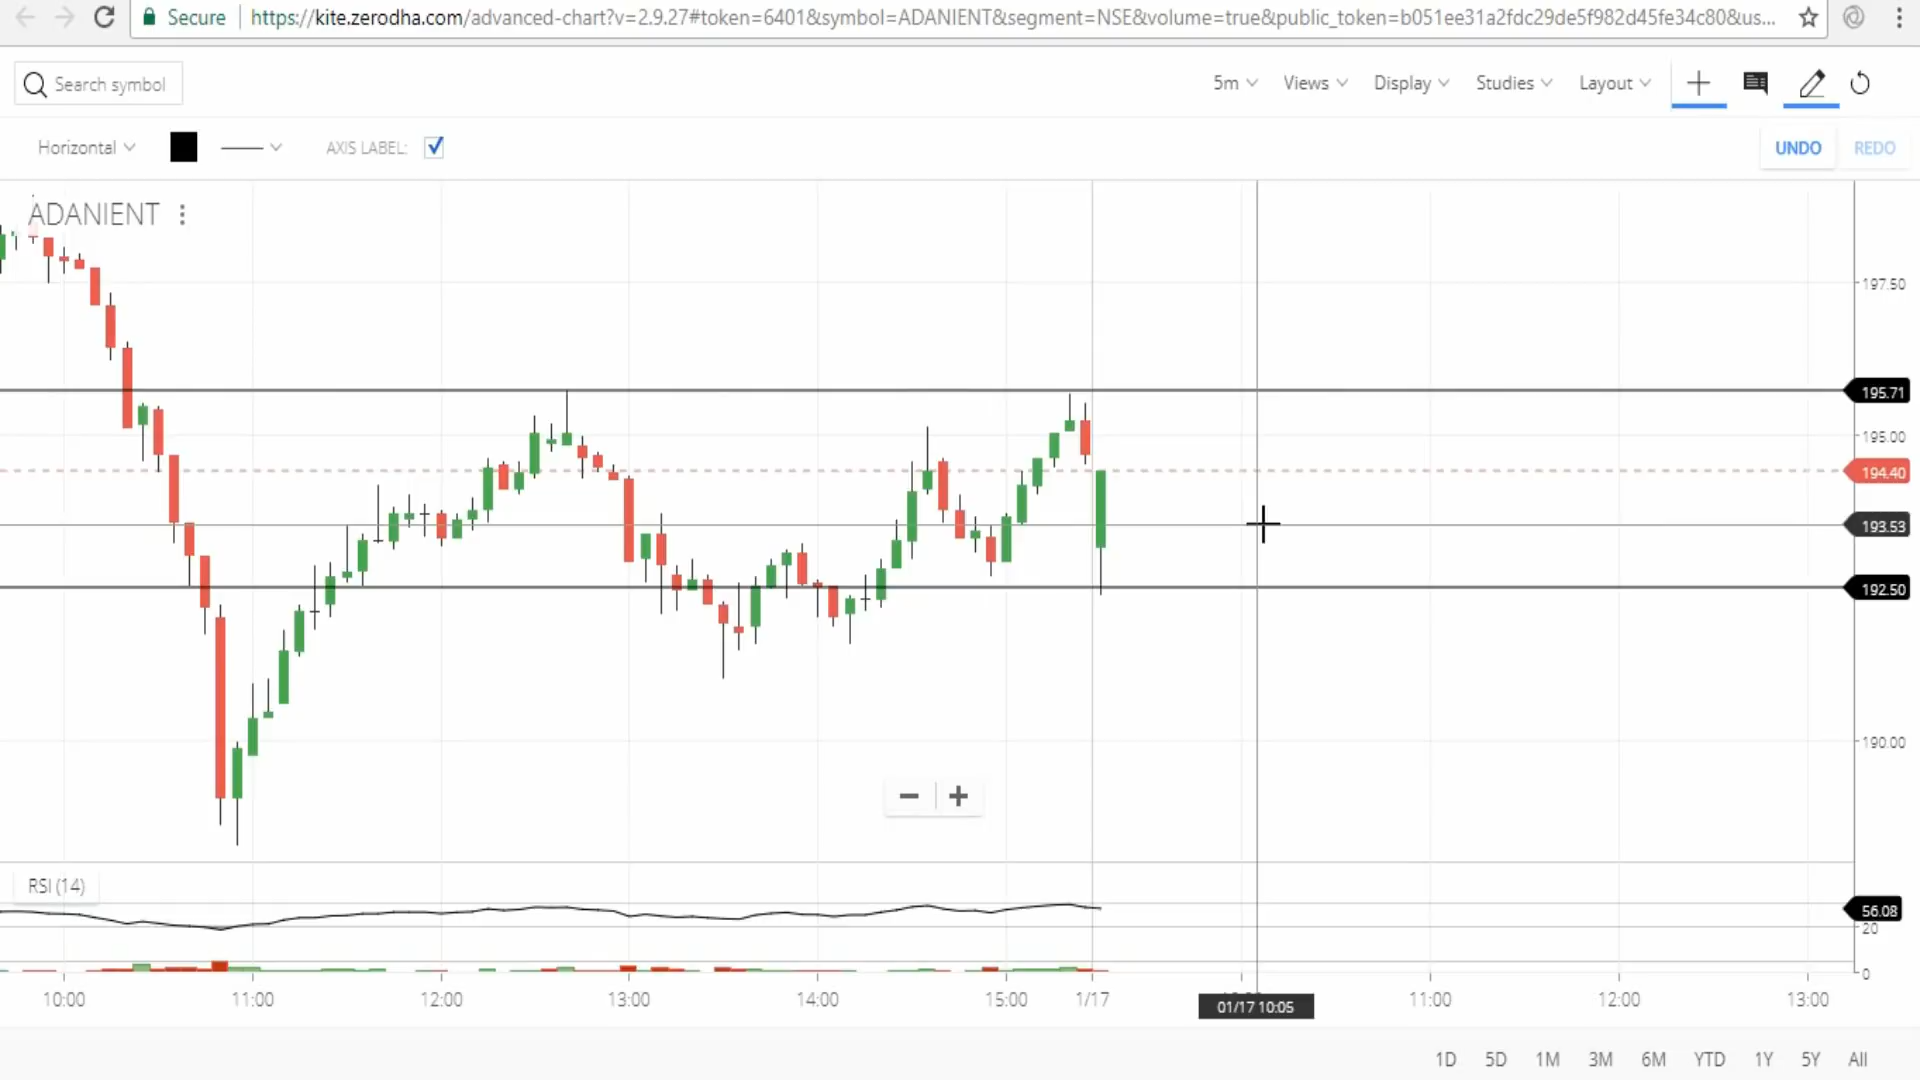 Secure https://kite.zerodha.com/advanced-chart?v=2.9.27#token=6401&symbol=ADANIENT&segment=NSE&volume=true&public_token=b051ee31a2fdc29de5f982d45fe34c80&us...
Search symbol 5m Views Display Studies Layout
Horizontal AXIS LABEL: UNDO REDO
ADANIENT
197.50
195.71
195.00
194.40
193.53
192.50
190.00
RSI (14)
56.08
20
0
10:00 11:00 12:00 13:00 14:00 15:00 1/17 11:00 12:00 13:00
01/17 10:05
1D 5D 1M 3M 6M YTD 1Y 5Y All